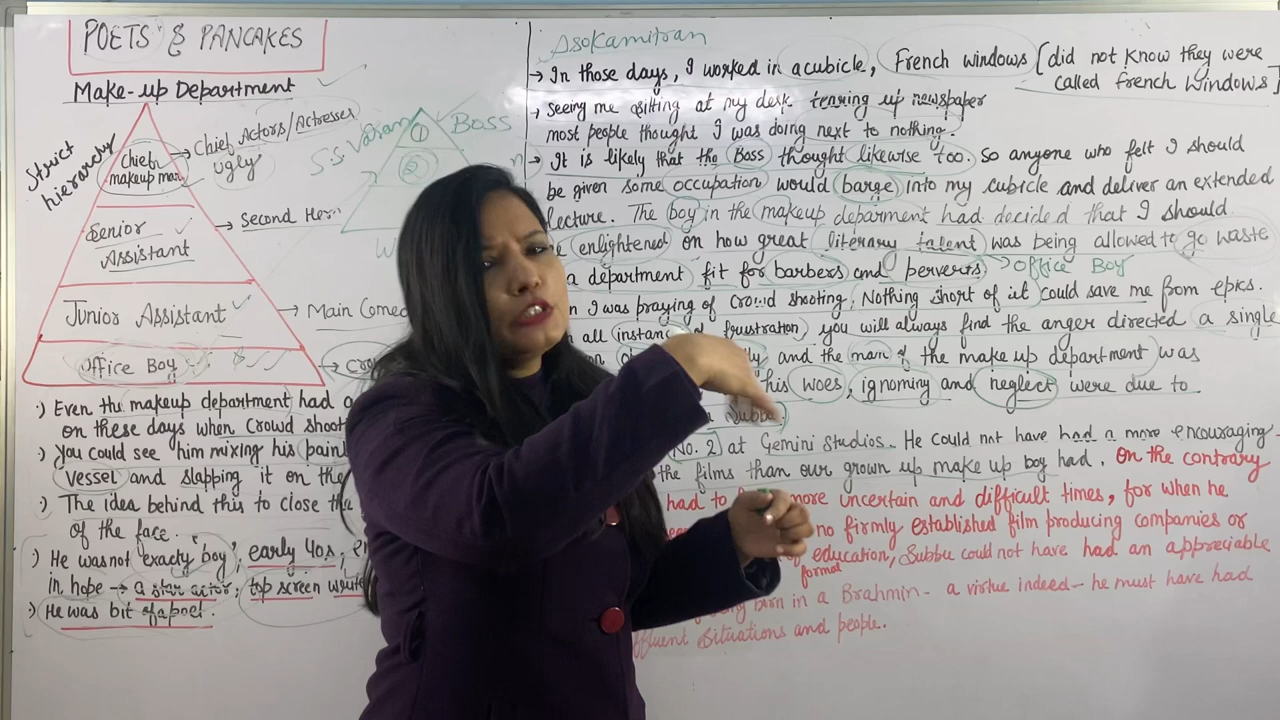 POETS & PANCAKES
Make-up Department
Strict hierarchy
Chief makeup man
Chief Actors/Actresses
ugly
Senior Assistant
Second Hero
Junior Assistant
Main Comed
Office Boy
Cro
.) Even the makeup department had a
on these days when crowd shoot
.) You could see him mixing his pain
vessel and slapping it on the
.) The idea behind this to close the
of the face.
.) He was not exacty "boy", early 40s,
in hope → a star actor, top screen write
.) He was bit of a poet.
S.S Vasan
① Boss
②
W
Asokamitran
→ In those days, I worked in a cubicle, French windows [did not know they were
called French windows]
→ Seeing me sitting at my desk tearing up newspaper
most people thought I was doing next to nothing.
→ It is likely that the Boss thought likewise too. So anyone who felt I should
be given some occupation would barge into my cubicle and deliver an extended
lecture. The boy in the makeup deparment had decided that I should
enlightened on how great literary talent was being allowed to go waste
a department fit for barbers and perverts → Office Boy
n I was praying of crowd shooting. Nothing short of it could save me from epics.
n all instan of frustration, you will always find the anger directed a single
and the man of the make up department was
his woes, ignominy and neglect were due to
Subbu.
No. 2 at Gemini studios. He could not have had a more encouraging
the films than our grown up make up boy had. On the contrary
had to more uncertain and difficult times, for when he
no firmly established film producing companies or
formal education, Subbu could not have had an appreciable
born in a Brahmin - a virtue indeed - he must have had
ffluent situations and people.